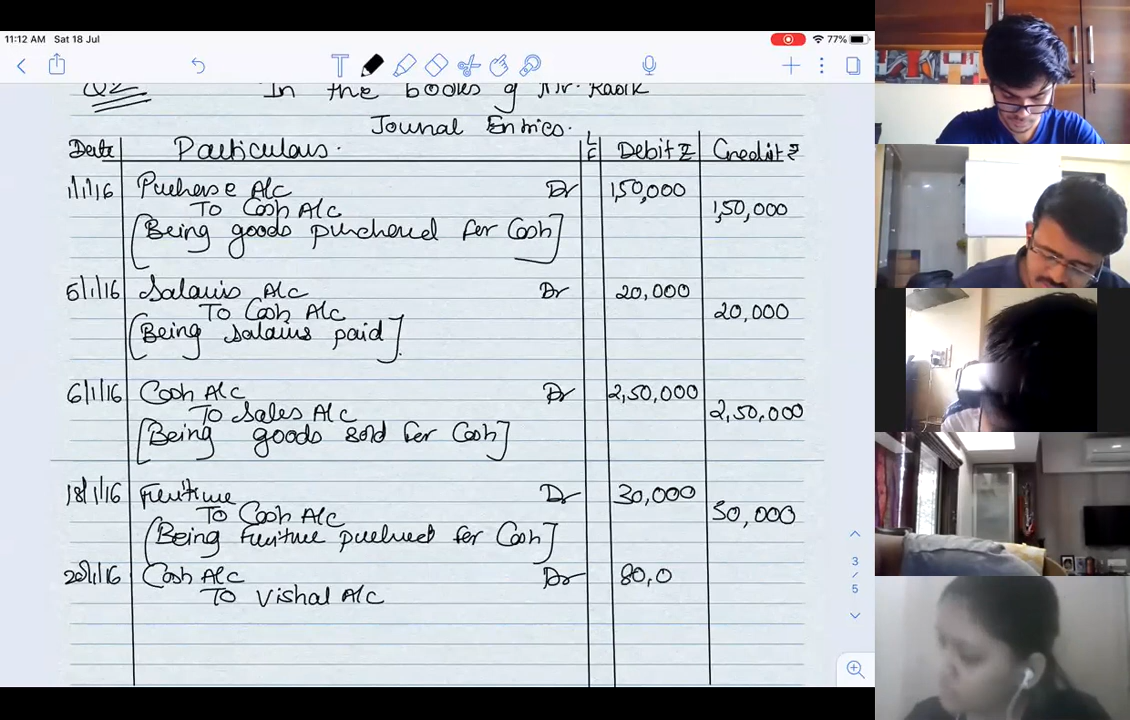 11:12 AM Sat 18 Jul
77%
Q2 In the books of Mr. Rasik
Journal Entries.
Date Particulars. L F Debit ₹ Credit ₹
1/1/16 Purchase A/c Dr 1,50,000
To Cash A/c 1,50,000
[Being goods purchased for Cash]
5/1/16 Salaries A/c Dr 20,000
To Cash A/c 20,000
[Being Salaries paid].
6/1/16 Cash A/c Dr 2,50,000
To Sales A/c 2,50,000
[Being goods sold for Cash]
18/1/16 Furniture Dr 30,000
To Cash A/c 30,000
[Being Furniture purchased for Cash]
20/1/16 Cash A/c Dr 80,0
To Vishal A/c
3
/
5